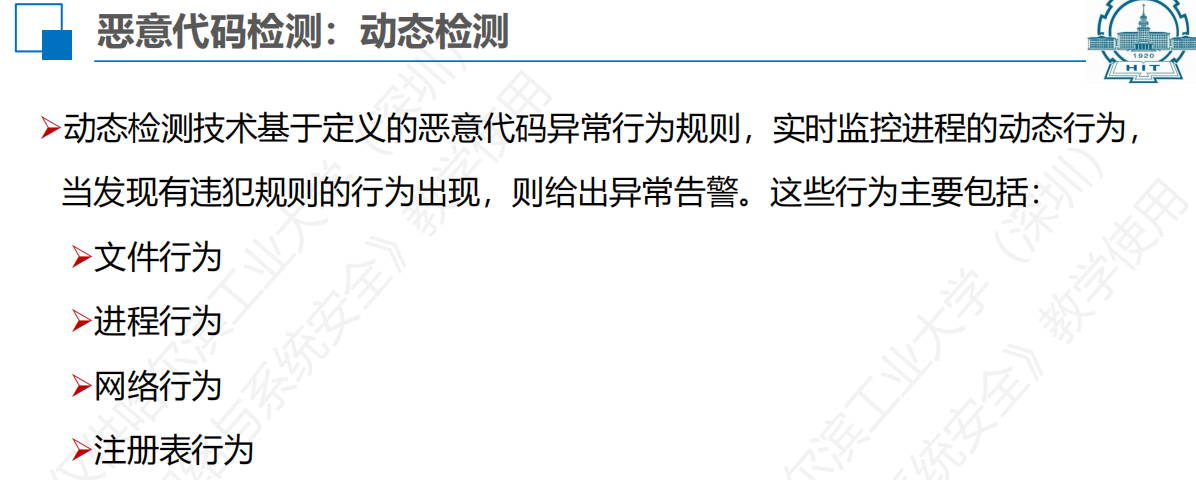 恶意代码检测：动态检测
1920
HIT
动态检测技术基于定义的恶意代码异常行为规则，实时监控进程的动态行为，
当发现有违犯规则的行为出现，则给出异常告警。这些行为主要包括：
文件行为
进程行为
网络行为
注册表行为
仅供哈尔滨工业大学（深圳）
网络与系统安全》教学使用
尔滨工业大学（深圳）
系统安全》教学使用